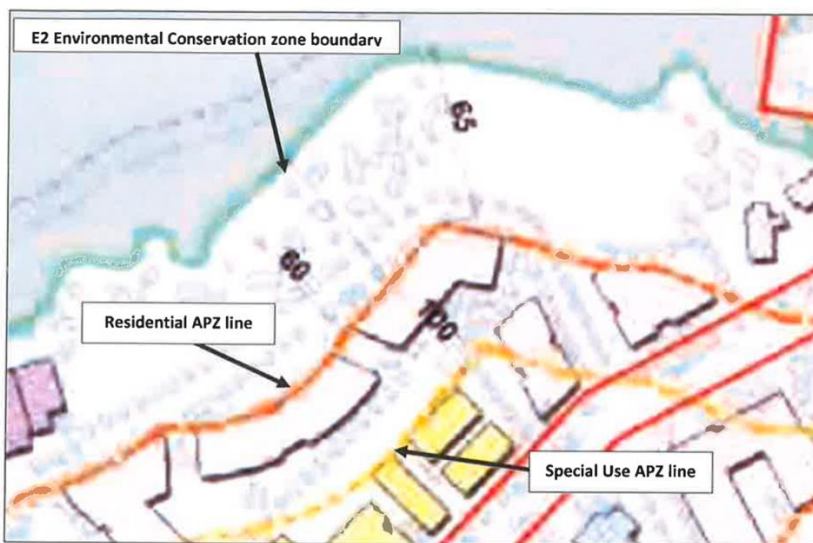 E2 Environmental Conservation zone boundary
65
60
Residential APZ line
100
Special Use APZ line